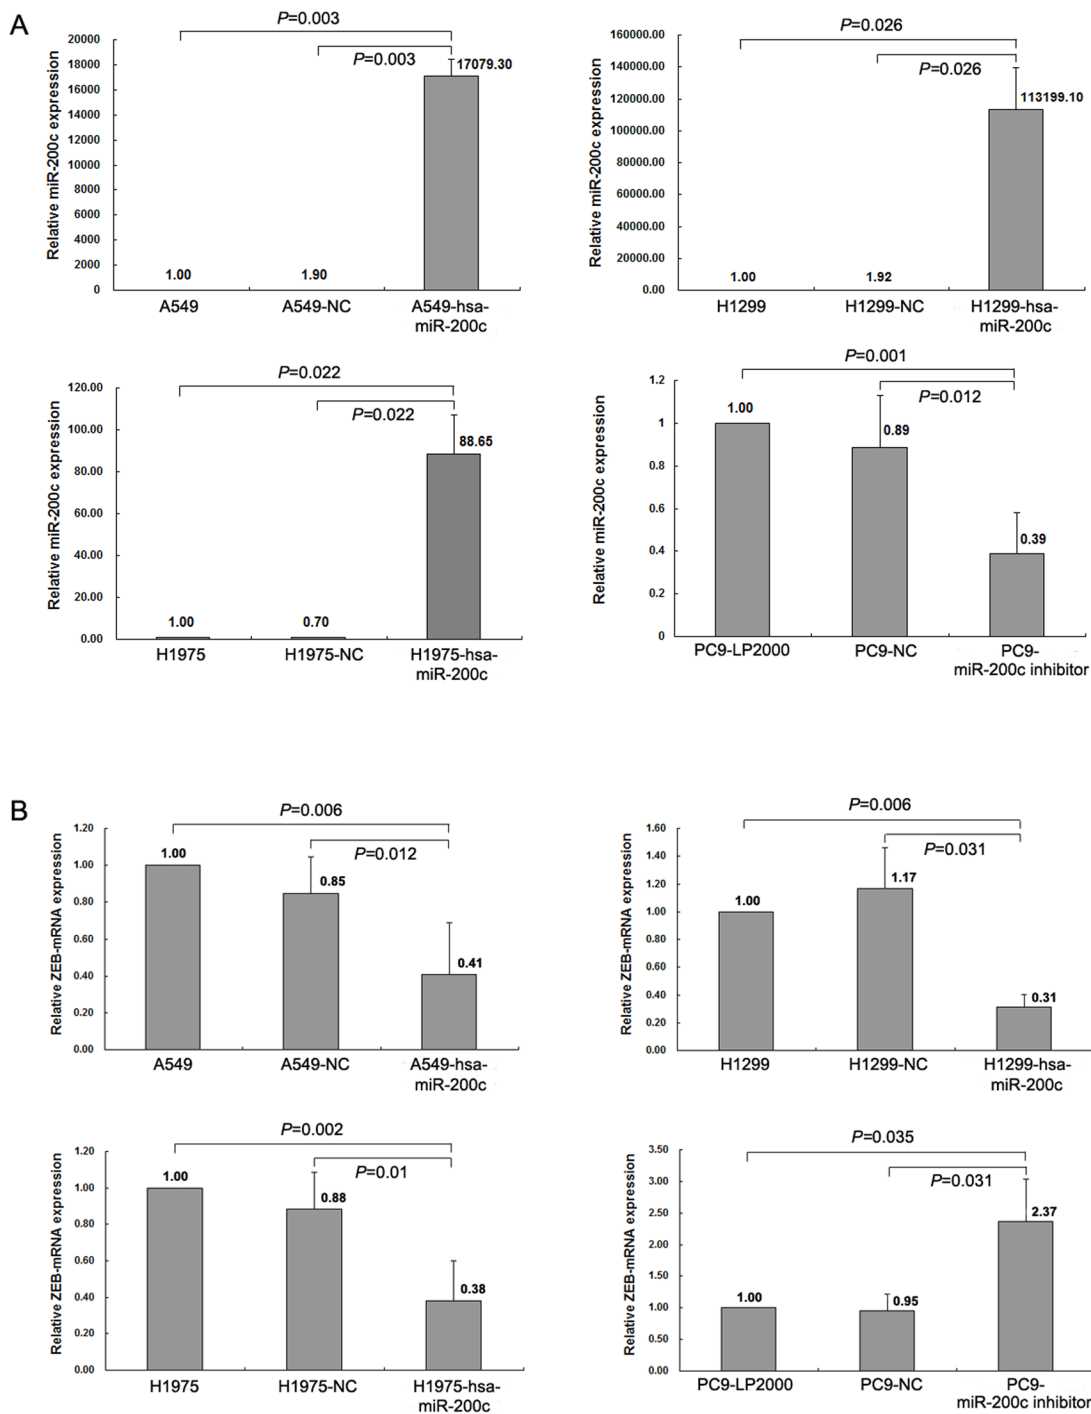 A
P=0.003
P=0.003
Relative miR-200c expression
20000
18000
16000
14000
12000
10000
8000
6000
4000
2000
0
17079.30
1.00
1.90
A549
A549-NC
A549-hsa-
miR-200c
P=0.026
P=0.026
Relative miR-200c expression
160000.00
140000.00
120000.00
100000.00
80000.00
60000.00
40000.00
20000.00
0.00
113199.10
1.00
1.92
H1299
H1299-NC
H1299-hsa-
miR-200c
P=0.022
P=0.022
Relative miR-200c expression
120.00
100.00
80.00
60.00
40.00
20.00
0.00
88.65
1.00
0.70
H1975
H1975-NC
H1975-hsa-
miR-200c
P=0.001
P=0.012
Relative miR-200c expression
1.2
1
0.8
0.6
0.4
0.2
0
1.00
0.89
0.39
PC9-LP2000
PC9-NC
PC9-
miR-200c inhibitor
B
P=0.006
P=0.012
Relative ZEB-mRNA expression
1.20
1.00
0.80
0.60
0.40
0.20
0.00
1.00
0.85
0.41
A549
A549-NC
A549-hsa-
miR-200c
P=0.006
P=0.031
Relative ZEB-mRNA expression
1.60
1.40
1.20
1.00
0.80
0.60
0.40
0.20
0.00
1.00
1.17
0.31
H1299
H1299-NC
H1299-hsa-
miR-200c
P=0.002
P=0.01
Relative ZEB-mRNA expression
1.20
1.00
0.80
0.60
0.40
0.20
0.00
1.00
0.88
0.38
H1975
H1975-NC
H1975-hsa-
miR-200c
P=0.035
P=0.031
Relative ZEB-mRNA expression
3.50
3.00
2.50
2.00
1.50
1.00
0.50
0.00
1.00
0.95
2.37
PC9-LP2000
PC9-NC
PC9-
miR-200c inhibitor